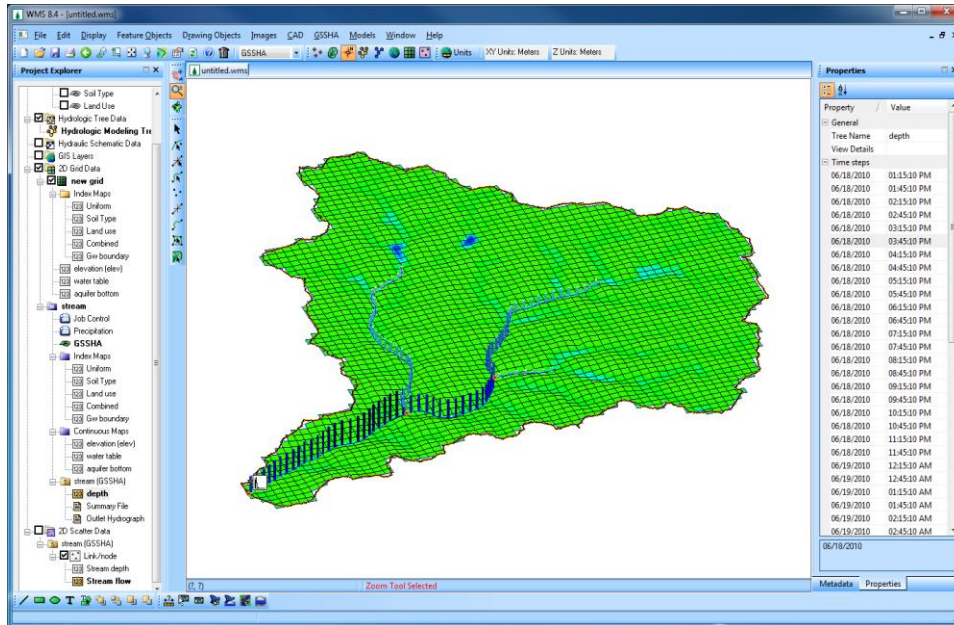 WMS 8.4 - [untitled.wms]
File Edit Display Feature Objects Drawing Objects Images CAD GSSHA Models Window Help
GSSHA Units XY Units: Meters Z Units: Meters
Project Explorer
Soil Type
Land Use
Hydrologic Tree Data
Hydrologic Modeling Tre
Hydraulic Schematic Data
GIS Layers
2D Grid Data
new grid
Index Maps
Uniform
Soil Type
Land use
Combined
Gw boundary
elevation (elev)
water table
aquifer bottom
stream
Job Control
Precipitation
GSSHA
Index Maps
Uniform
Soil Type
Land use
Combined
Gw boundary
Continuous Maps
elevation (elev)
water table
aquifer bottom
stream (GSSHA)
depth
Summary File
Outlet Hydrograph
2D Scatter Data
stream (GSSHA)
Link/node
Stream depth
Stream flow
untitled.wms
(?, ?) Zoom Tool Selected
Properties
Property / Value
General
Tree Name depth
View Details
Time steps
06/18/2010 01:15:10 PM
06/18/2010 01:45:10 PM
06/18/2010 02:15:10 PM
06/18/2010 02:45:10 PM
06/18/2010 03:15:10 PM
06/18/2010 03:45:10 PM
06/18/2010 04:15:10 PM
06/18/2010 04:45:10 PM
06/18/2010 05:15:10 PM
06/18/2010 05:45:10 PM
06/18/2010 06:15:10 PM
06/18/2010 06:45:10 PM
06/18/2010 07:15:10 PM
06/18/2010 07:45:10 PM
06/18/2010 08:15:10 PM
06/18/2010 08:45:10 PM
06/18/2010 09:15:10 PM
06/18/2010 09:45:10 PM
06/18/2010 10:15:10 PM
06/18/2010 10:45:10 PM
06/18/2010 11:15:10 PM
06/18/2010 11:45:10 PM
06/19/2010 12:15:10 AM
06/19/2010 12:45:10 AM
06/19/2010 01:15:10 AM
06/19/2010 01:45:10 AM
06/19/2010 02:15:10 AM
06/19/2010 02:45:10 AM
06/18/2010
Metadata Properties
T